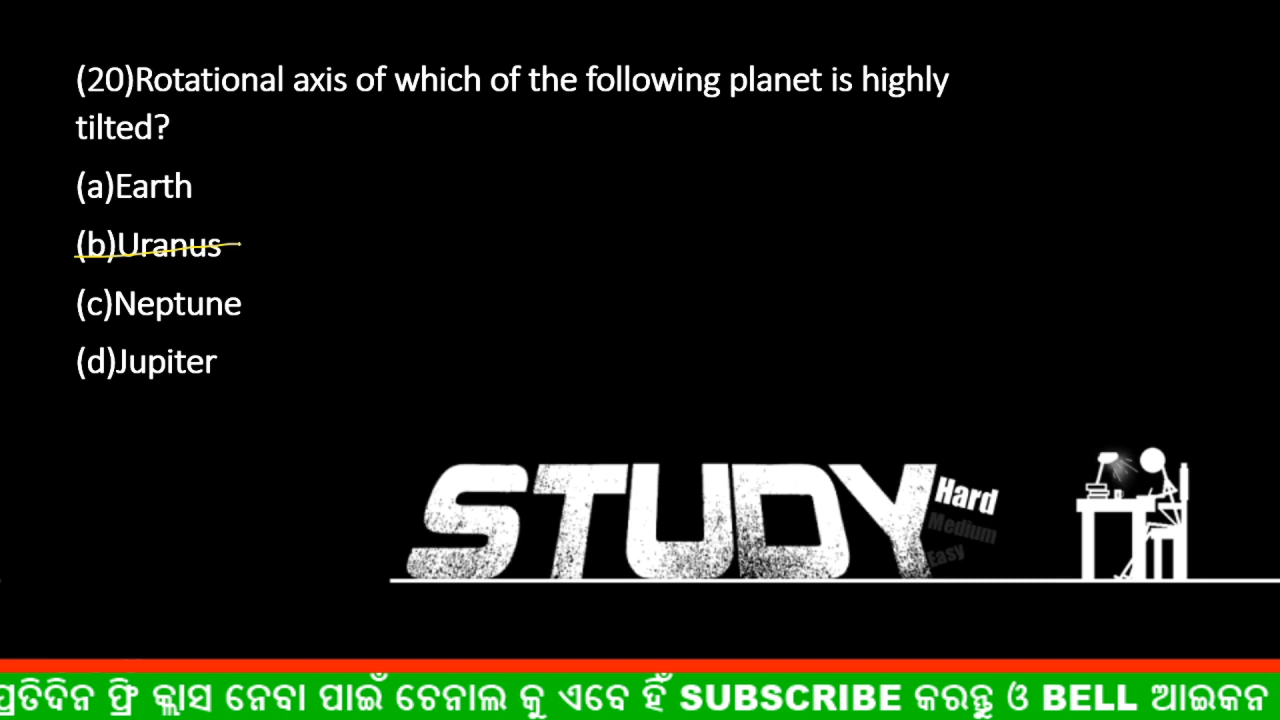 (20)Rotational axis of which of the following planet is highly
tilted?
(a)Earth
(b)Uranus
(c)Neptune
(d)Jupiter
STUDY Hard
Medium
Easy
ପ୍ରତିଦିନ ଫ୍ରି କ୍ଲାସ ନେବା ପାଇଁ ଚେନାଲ କୁ ଏବେ ହିଁ SUBSCRIBE କରନ୍ତୁ ଓ BELL ଆଇକନ